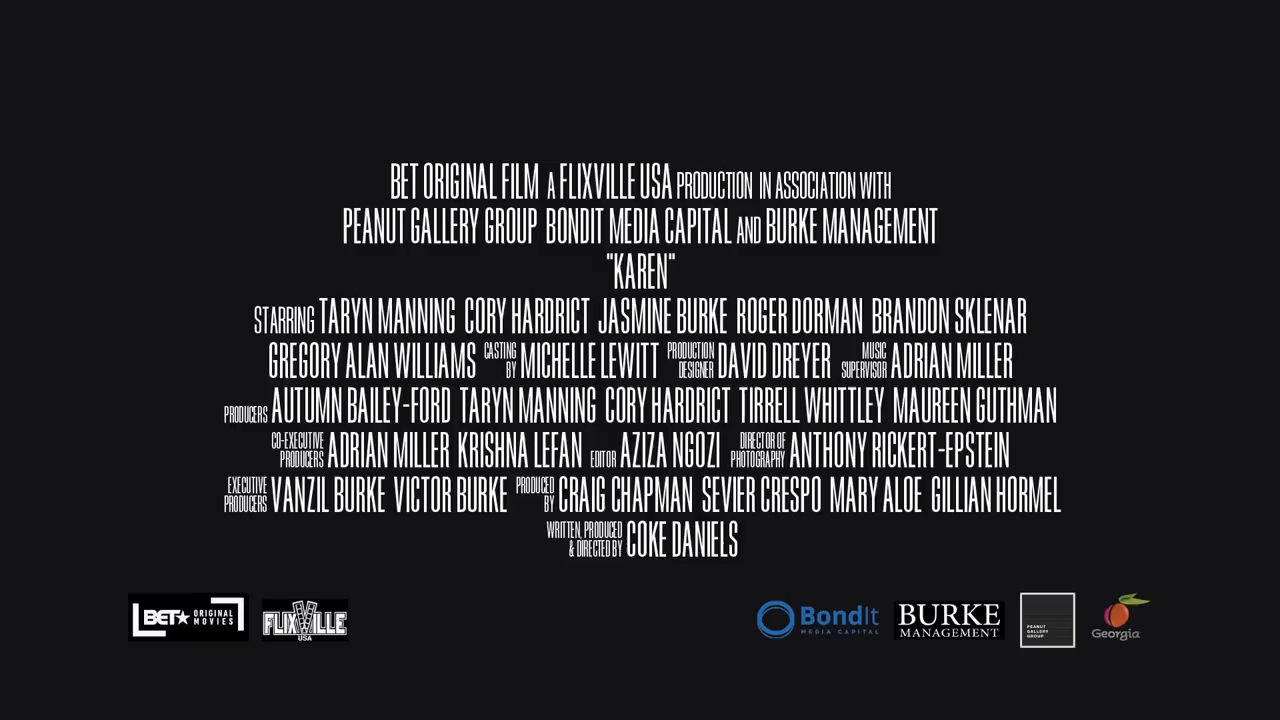 BET ORIGINAL FILM A FLIXVILLE USA PRODUCTION IN ASSOCIATION WITH
PEANUT GALLERY GROUP BONDIT MEDIA CAPITAL AND BURKE MANAGEMENT
"KAREN"
STARRING TARYN MANNING CORY HARDRICT JASMINE BURKE ROGER DORMAN BRANDON SKLENAR
GREGORY ALAN WILLIAMS CASTING BY MICHELLE LEWITT PRODUCTION DESIGNER DAVID DREYER MUSIC SUPERVISOR ADRIAN MILLER
PRODUCERS AUTUMN BAILEY-FORD TARYN MANNING CORY HARDRICT TIRRELL WHITTLEY MAUREEN GUTHMAN
CO-EXECUTIVE PRODUCERS ADRIAN MILLER KRISHNA LEFAN EDITOR AZIZA NGOZI DIRECTOR OF PHOTOGRAPHY ANTHONY RICKERT-EPSTEIN
EXECUTIVE PRODUCERS VANZIL BURKE VICTOR BURKE PRODUCED BY CRAIG CHAPMAN SEVIER CRESPO MARY ALOE GILLIAN HORMEL
WRITTEN, PRODUCED & DIRECTED BY COKE DANIELS
BET★ ORIGINAL MOVIES
FLIXVILLE
USA
BondIt
MEDIA CAPITAL
BURKE
MANAGEMENT
PEANUT
GALLERY
GROUP
Georgia